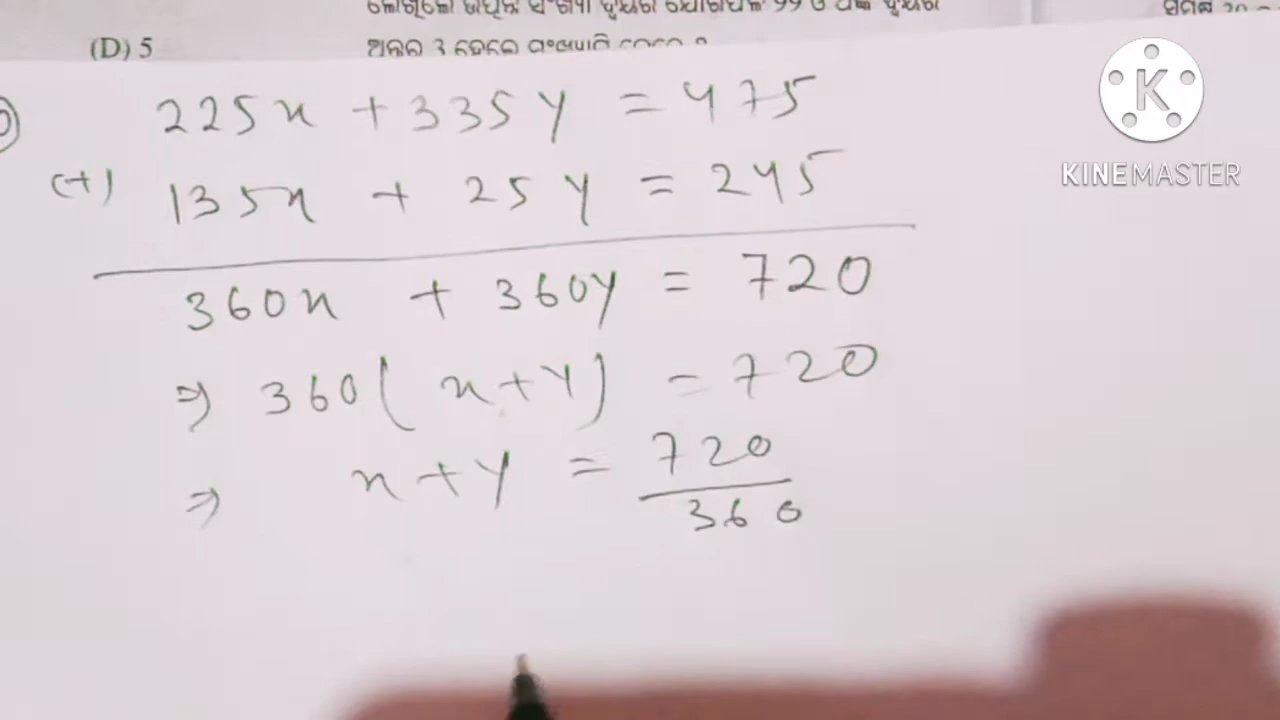 (D) 5
225x + 335y = 475
(+) 135x + 25y = 245
360x + 360y = 720
⇒ 360(x+y) = 720
⇒ x+y = 720/360
K
KINEMASTER